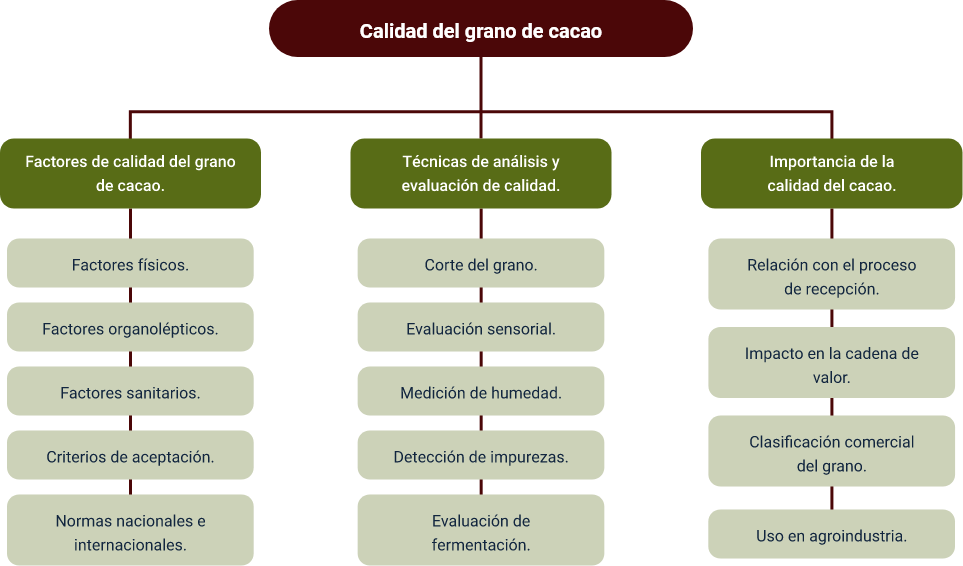 Calidad del grano de cacao
Factores de calidad del grano
de cacao.
Factores físicos.
Factores organolépticos.
Factores sanitarios.
Criterios de aceptación.
Normas nacionales e
internacionales.
Técnicas de análisis y
evaluación de calidad.
Corte del grano.
Evaluación sensorial.
Medición de humedad.
Detección de impurezas.
Evaluación de
fermentación.
Importancia de la
calidad del cacao.
Relación con el proceso
de recepción.
Impacto en la cadena de
valor.
Clasificación comercial
del grano.
Uso en agroindustria.